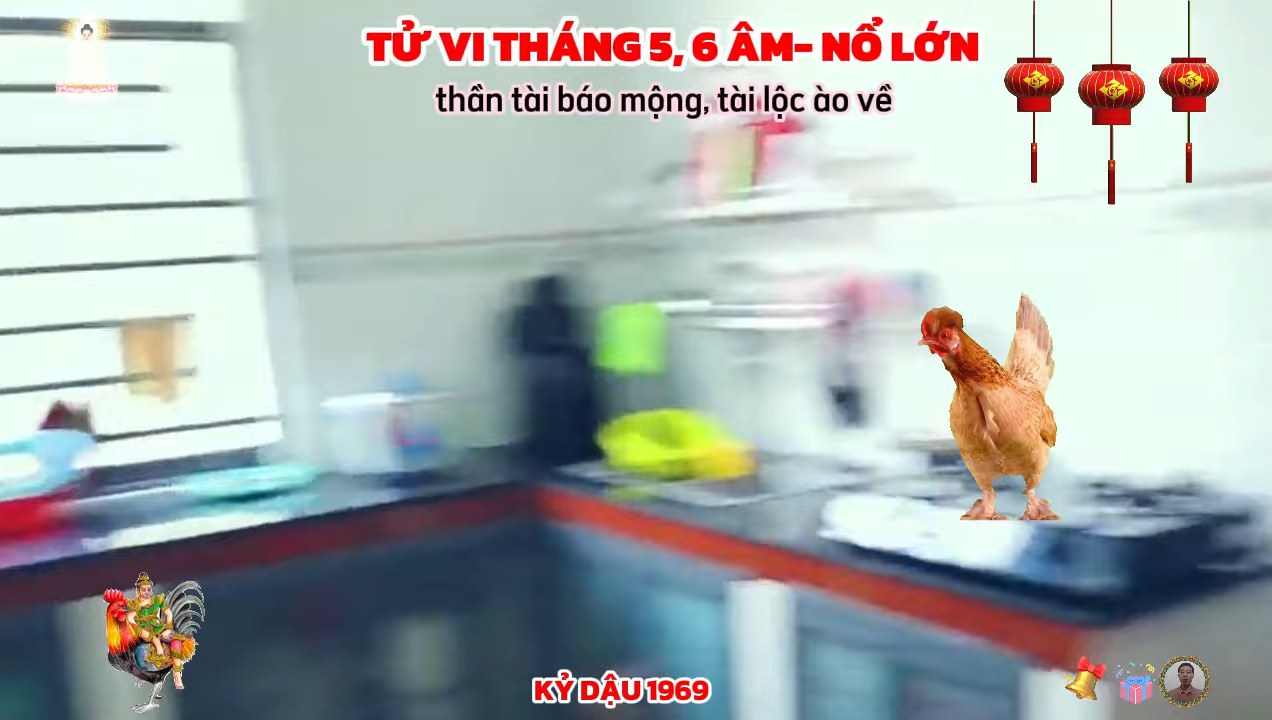 TỬ VI THÁNG 5, 6 ÂM- NỔ LỚN
thần tài báo mộng, tài lộc ào về
KỶ DẬU 1969